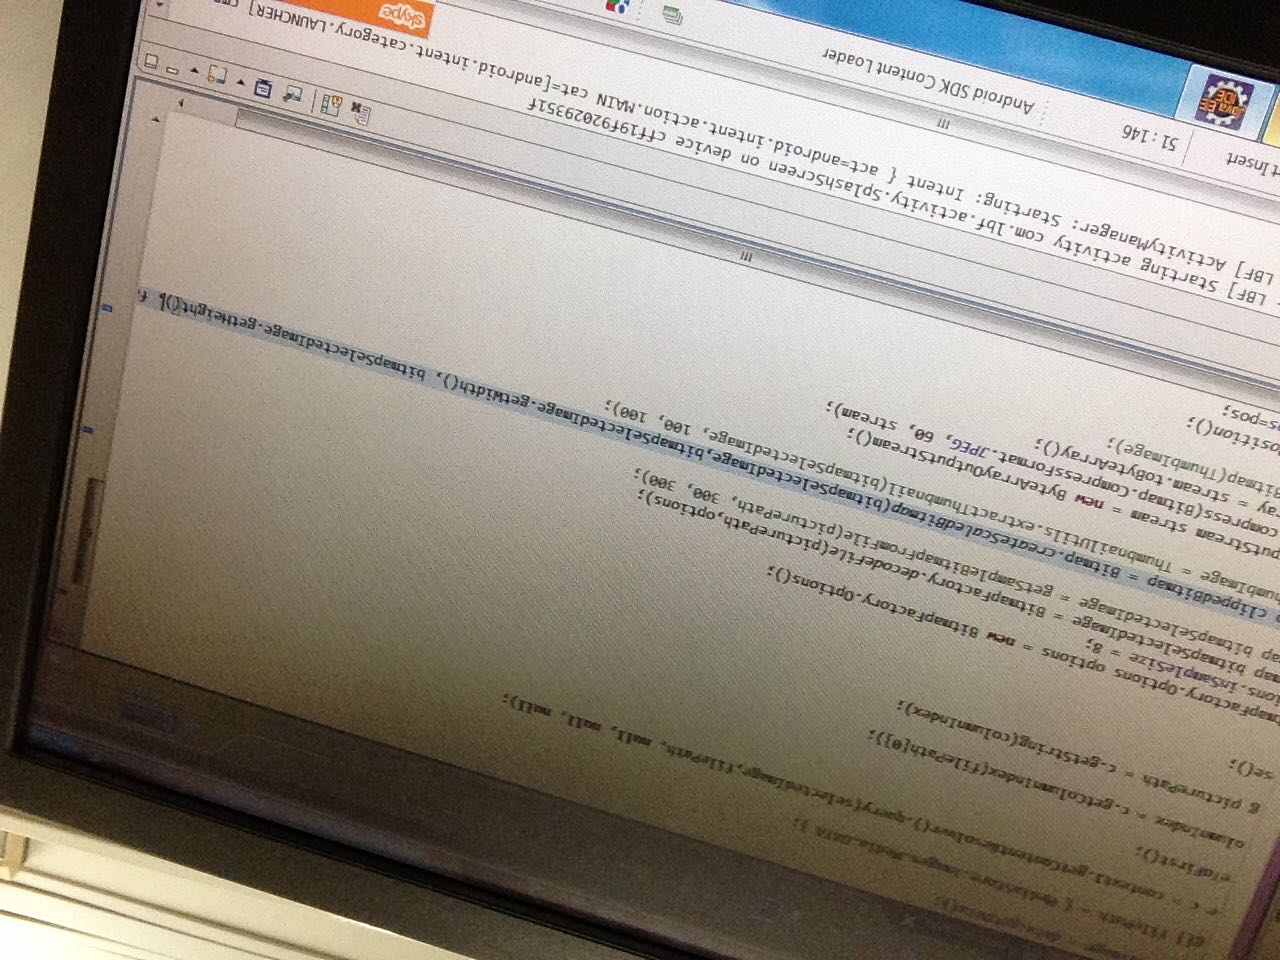 g[] filePath = { MediaStore.Images.Media.DATA };
c = context1.getContentResolver().query(selectedImage,filePath, null, null, null);
eToFirst();
olumnIndex = c.getColumnIndex(filePath[0]);
g picturePath = c.getString(columnIndex);
se();
tmapFactory.Options options = new BitmapFactory.Options();
ions.inSampleSize = 8;
map bitmapSelectedImage = BitmapFactory.decodeFile(picturePath,options);
ap bitmapSelectedImage = getSampleBitmapFromFile(picturePath, 300, 300);
p clippedBitmap = Bitmap.createScaledBitmap(bitmapSelectedImage,bitmapSelectedImage.getWidth(), bitmapSelectedImage.getHeight(), f
humbImage = ThumbnailUtils.extractThumbnail(bitmapSelectedImage, 100, 100);
putStream stream = new ByteArrayOutputStream();
compress(Bitmap.CompressFormat.JPEG, 60, stream);
ray = stream.toByteArray();
Bitmap(ThumbImage);
osition();
s=pos;
LBF] Starting activity com.lbf.activity.SplashScreen on device cff19f92029351f
LBF] ActivityManager: Starting: Intent { act=android.intent.action.MAIN cat=[android.intent.category.LAUNCHER] cmp
rt Insert
51 : 146
Android SDK Content Loader
Java EE
IDE
skype